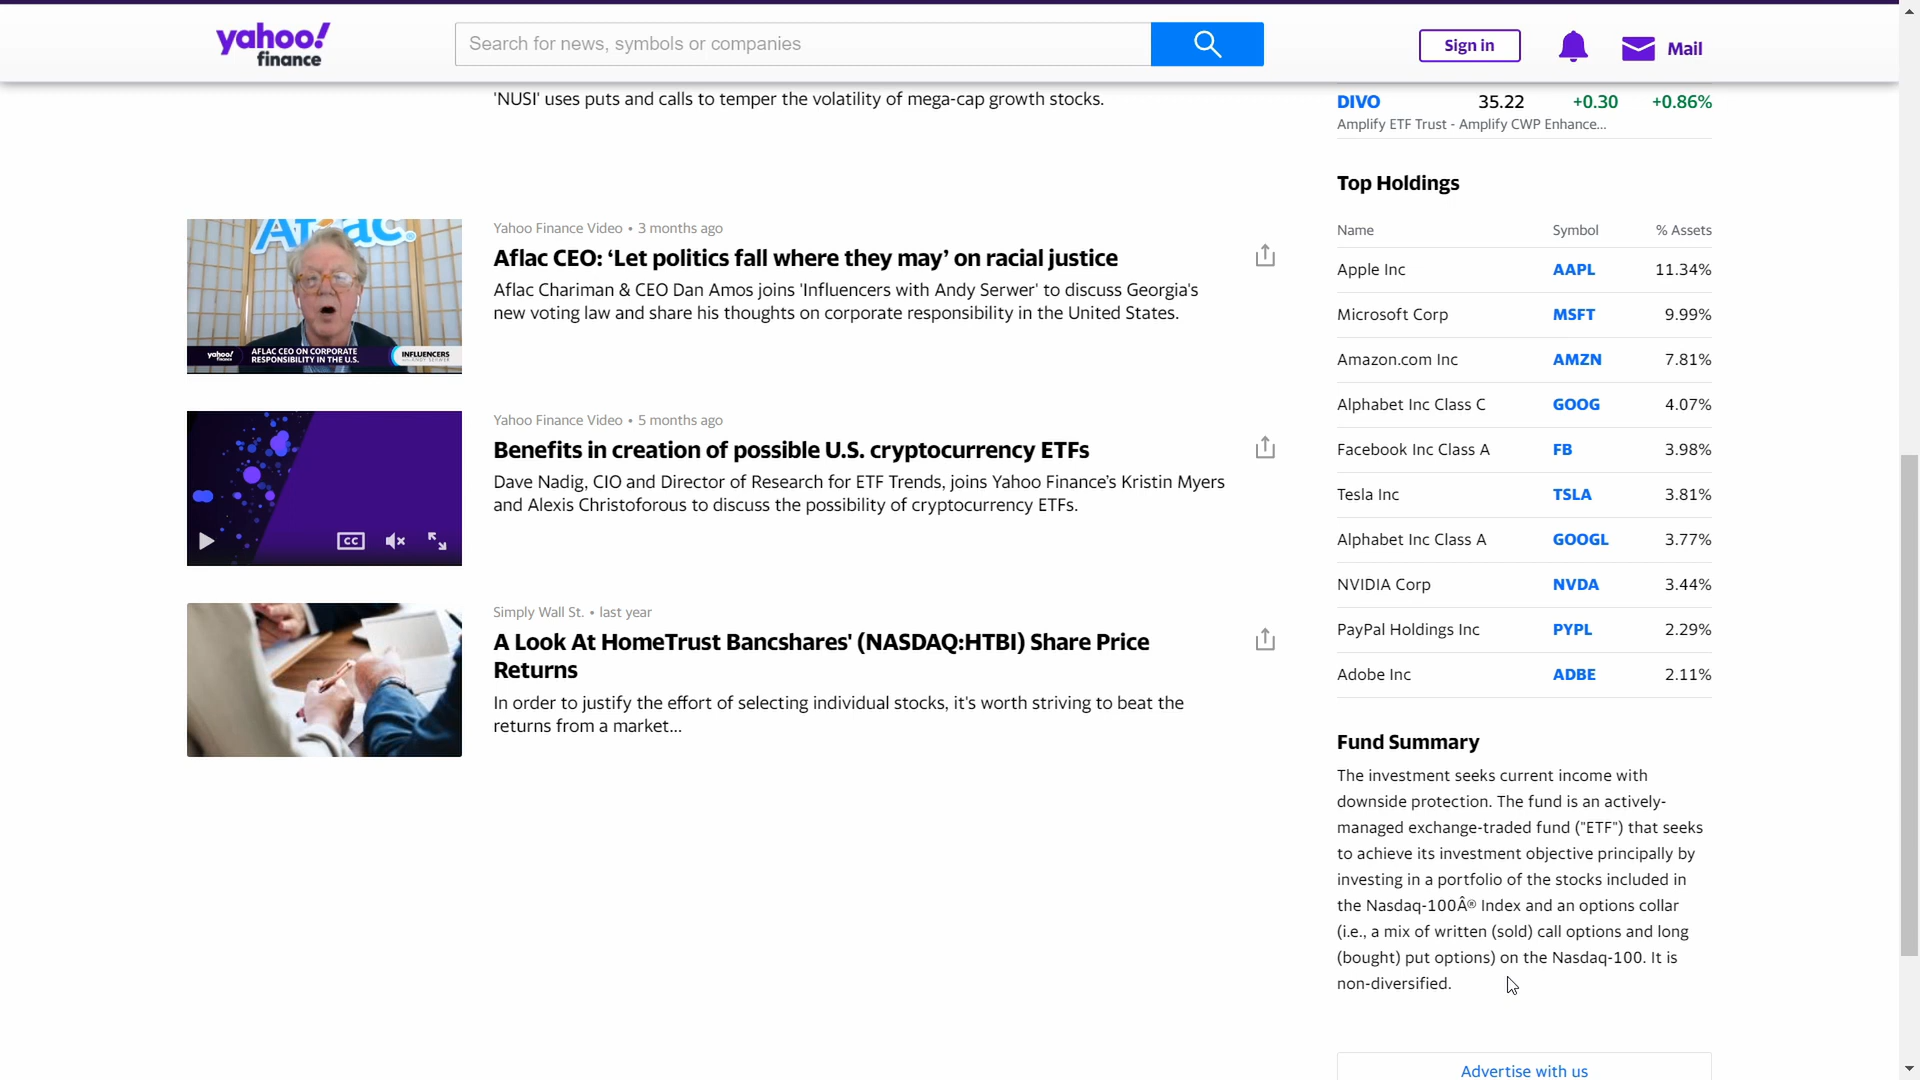 yahoo!
finance
Search for news, symbols or companies
Sign in
Mail
'NUSI' uses puts and calls to temper the volatility of mega-cap growth stocks.
Aflac.
yahoo!
finance
AFLAC CEO ON CORPORATE
RESPONSIBILITY IN THE U.S.
INFLUENCERS
Yahoo Finance Video • 3 months ago
Aflac CEO: ‘Let politics fall where they may’ on racial justice
Aflac Chariman & CEO Dan Amos joins 'Influencers with Andy Serwer' to discuss Georgia's
new voting law and share his thoughts on corporate responsibility in the United States.
CC
Yahoo Finance Video • 5 months ago
Benefits in creation of possible U.S. cryptocurrency ETFs
Dave Nadig, CIO and Director of Research for ETF Trends, joins Yahoo Finance’s Kristin Myers
and Alexis Christoforous to discuss the possibility of cryptocurrency ETFs.
Simply Wall St. • last year
A Look At HomeTrust Bancshares' (NASDAQ:HTBI) Share Price
Returns
In order to justify the effort of selecting individual stocks, it's worth striving to beat the
returns from a market...
DIVO 35.22 +0.30 +0.86%
Amplify ETF Trust - Amplify CWP Enhance...
Top Holdings
Name Symbol % Assets
Apple Inc AAPL 11.34%
Microsoft Corp MSFT 9.99%
Amazon.com Inc AMZN 7.81%
Alphabet Inc Class C GOOG 4.07%
Facebook Inc Class A FB 3.98%
Tesla Inc TSLA 3.81%
Alphabet Inc Class A GOOGL 3.77%
NVIDIA Corp NVDA 3.44%
PayPal Holdings Inc PYPL 2.29%
Adobe Inc ADBE 2.11%
Fund Summary
The investment seeks current income with
downside protection. The fund is an actively-
managed exchange-traded fund ("ETF") that seeks
to achieve its investment objective principally by
investing in a portfolio of the stocks included in
the Nasdaq-100Â® Index and an options collar
(i.e., a mix of written (sold) call options and long
(bought) put options) on the Nasdaq-100. It is
non-diversified.
Advertise with us